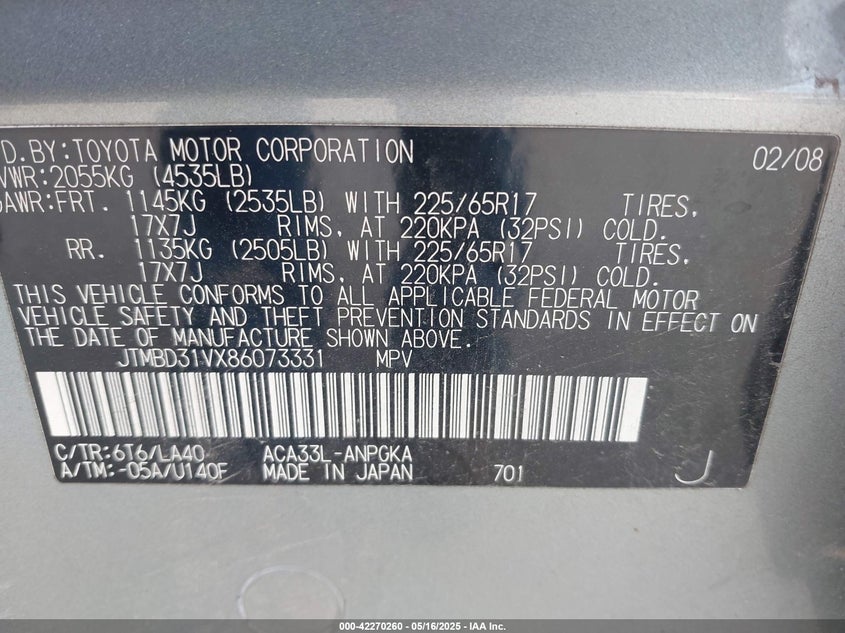 D.BY:TOYOTA MOTOR CORPORATION 02/08
VWR:2055KG (4535LB)
GAWR:FRT. 1145KG (2535LB) WITH 225/65R17 TIRES,
17X7J RIMS, AT 220KPA (32PSI) COLD.
RR. 1135KG (2505LB) WITH 225/65R17 TIRES,
17X7J RIMS, AT 220KPA (32PSI) COLD.
THIS VEHICLE CONFORMS TO ALL APPLICABLE FEDERAL MOTOR
VEHICLE SAFETY AND THEFT PREVENTION STANDARDS IN EFFECT ON
THE DATE OF MANUFACTURE SHOWN ABOVE.
JTMBD31VX86073331 MPV
C/TR:6T6/LA40 ACA33L-ANPGKA
A/TM:-05A/U140F MADE IN JAPAN 701 J
000-42270260 - 05/16/2025 - IAA Inc.